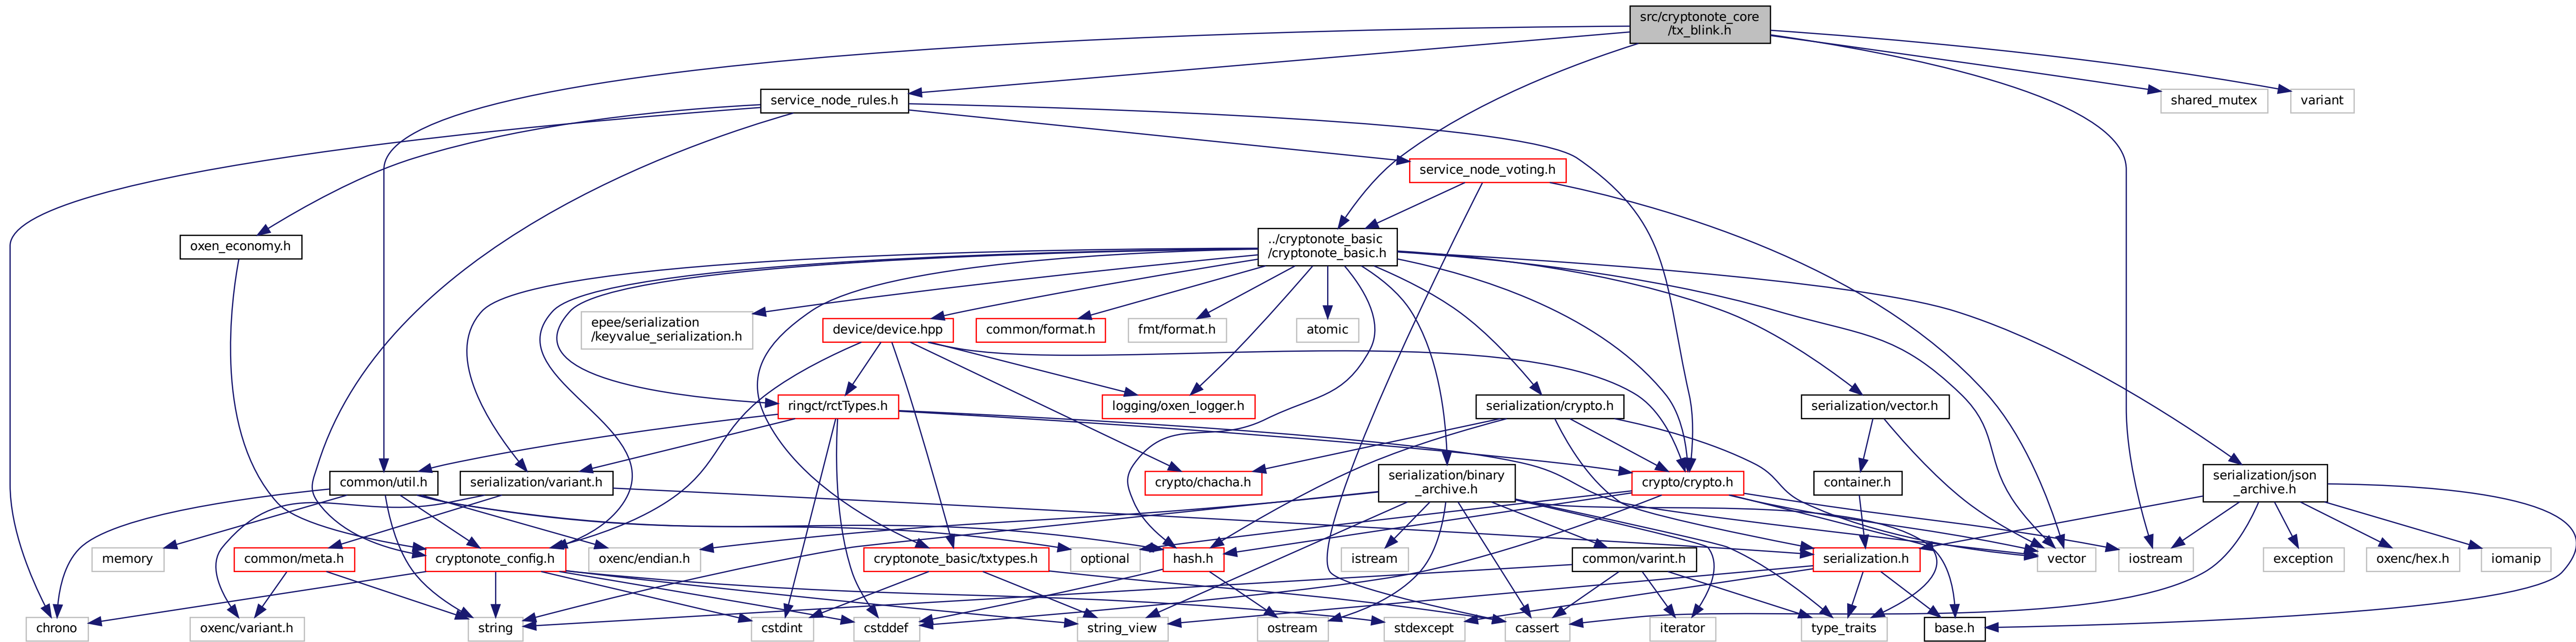 src/cryptonote_core
/tx_blink.h
service_node_rules.h
shared_mutex
variant
service_node_voting.h
oxen_economy.h
../cryptonote_basic
/cryptonote_basic.h
epee/serialization
/keyvalue_serialization.h
device/device.hpp
common/format.h
fmt/format.h
atomic
ringct/rctTypes.h
logging/oxen_logger.h
serialization/crypto.h
serialization/vector.h
common/util.h
serialization/variant.h
crypto/chacha.h
serialization/binary
_archive.h
crypto/crypto.h
container.h
serialization/json
_archive.h
memory
common/meta.h
cryptonote_config.h
oxenc/endian.h
cryptonote_basic/txtypes.h
optional
hash.h
istream
common/varint.h
serialization.h
vector
iostream
exception
oxenc/hex.h
iomanip
chrono
oxenc/variant.h
string
cstdint
cstddef
string_view
ostream
stdexcept
cassert
iterator
type_traits
base.h